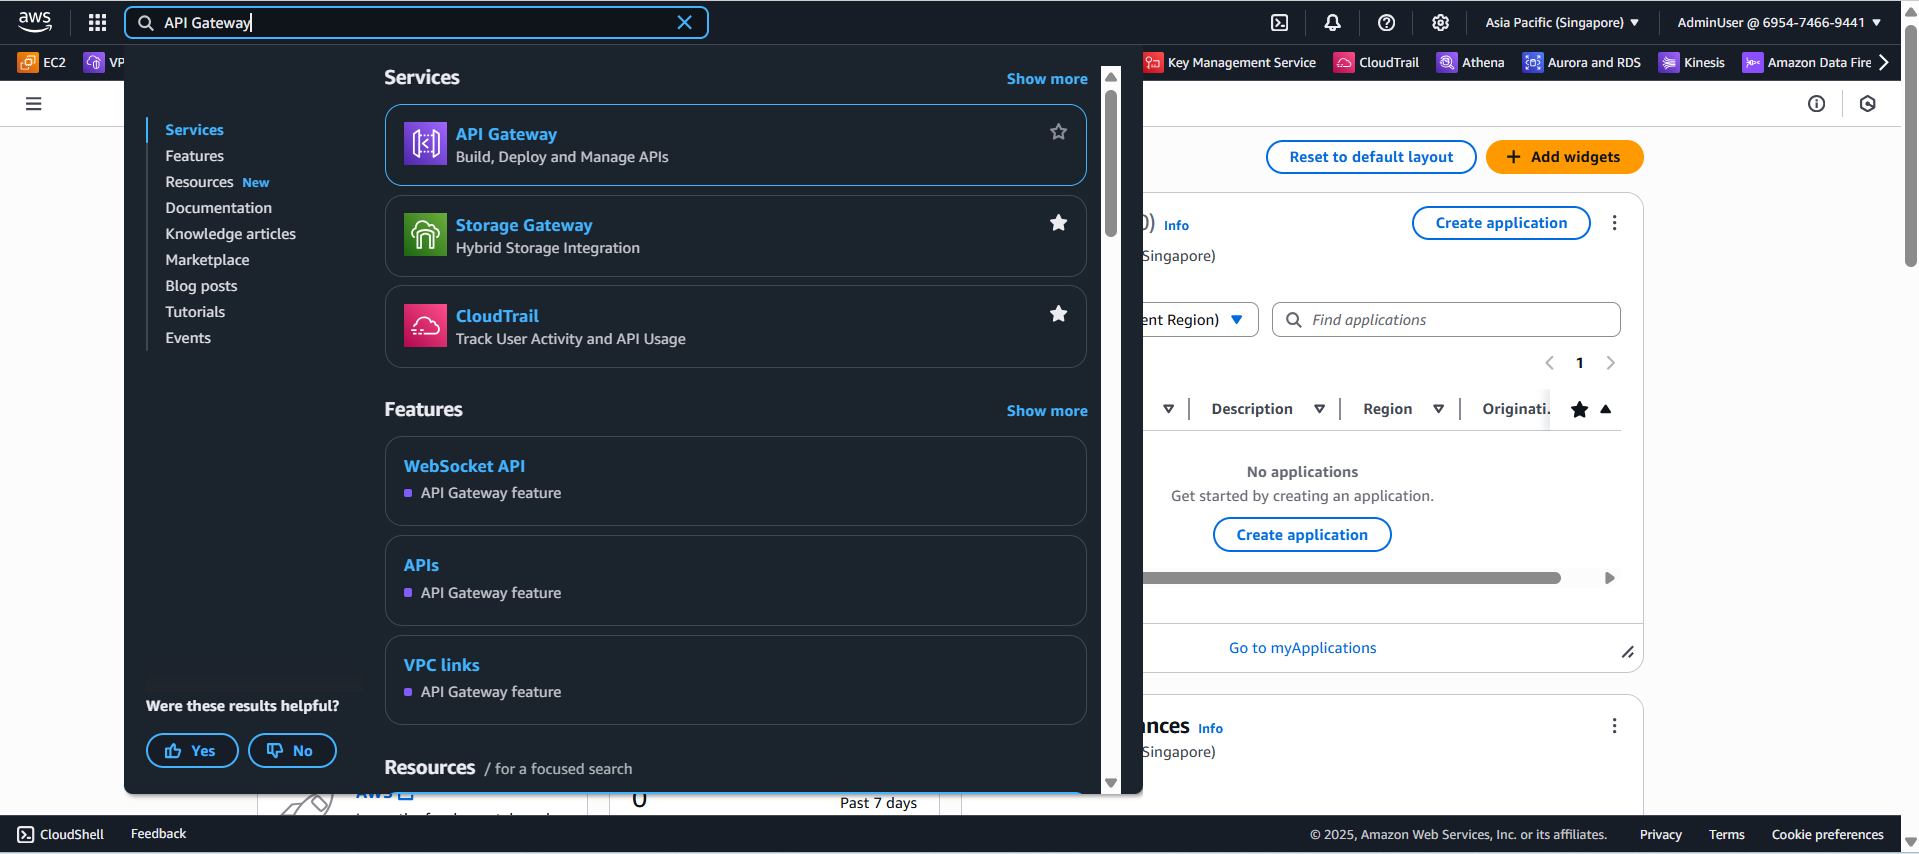 aws
API Gateway
Asia Pacific (Singapore)
AdminUser @ 6954-7466-9441
EC2
VP
Key Management Service
CloudTrail
Athena
Aurora and RDS
Kinesis
Amazon Data Fire
Services
Features
Resources New
Documentation
Knowledge articles
Marketplace
Blog posts
Tutorials
Events
Were these results helpful?
Yes
No
Services
Show more
API Gateway
Build, Deploy and Manage APIs
Storage Gateway
Hybrid Storage Integration
CloudTrail
Track User Activity and API Usage
Features
Show more
WebSocket API
API Gateway feature
APIs
API Gateway feature
VPC links
API Gateway feature
Resources / for a focused search
Reset to default layout
Add widgets
0) Info
Create application
Singapore)
ent Region)
Find applications
1
Description
Region
Originati.
No applications
Get started by creating an application.
Create application
Go to myApplications
nces Info
Singapore)
0
Past 7 days
CloudShell
Feedback
© 2025, Amazon Web Services, Inc. or its affiliates.
Privacy
Terms
Cookie preferences